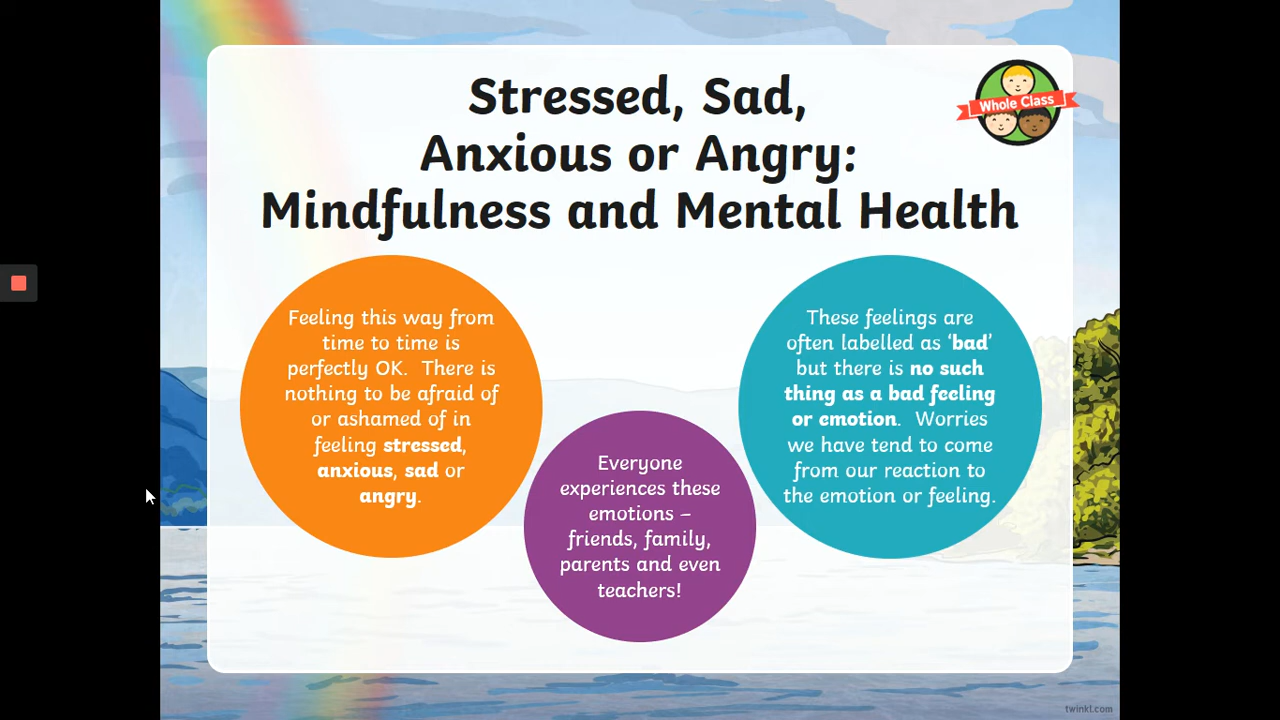 Stressed, Sad,
Anxious or Angry:
Mindfulness and Mental Health
Whole Class
Feeling this way from
time to time is
perfectly OK. There is
nothing to be afraid of
or ashamed of in
feeling stressed,
anxious, sad or
angry.
Everyone
experiences these
emotions –
friends, family,
parents and even
teachers!
These feelings are
often labelled as ‘bad’
but there is no such
thing as a bad feeling
or emotion. Worries
we have tend to come
from our reaction to
the emotion or feeling.
twinkl.com